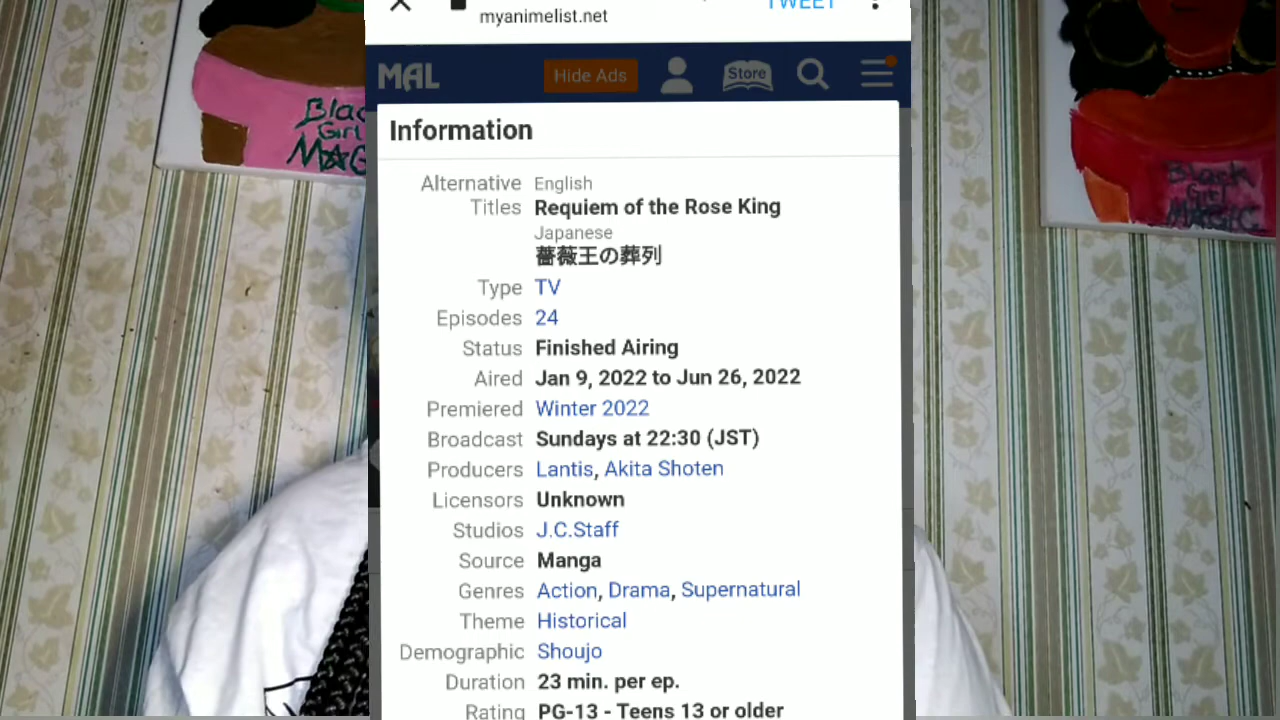 TWEET
myanimelist.net
MAL
Hide Ads
Store
Information
Alternative Titles
English
Requiem of the Rose King
Japanese
薔薇王の葬列
Type TV
Episodes 24
Status Finished Airing
Aired Jan 9, 2022 to Jun 26, 2022
Premiered Winter 2022
Broadcast Sundays at 22:30 (JST)
Producers Lantis, Akita Shoten
Licensors Unknown
Studios J.C.Staff
Source Manga
Genres Action, Drama, Supernatural
Theme Historical
Demographic Shoujo
Duration 23 min. per ep.
Rating PG-13 - Teens 13 or older
Blac
Girl
MAG
Black
Girl
MAGIC